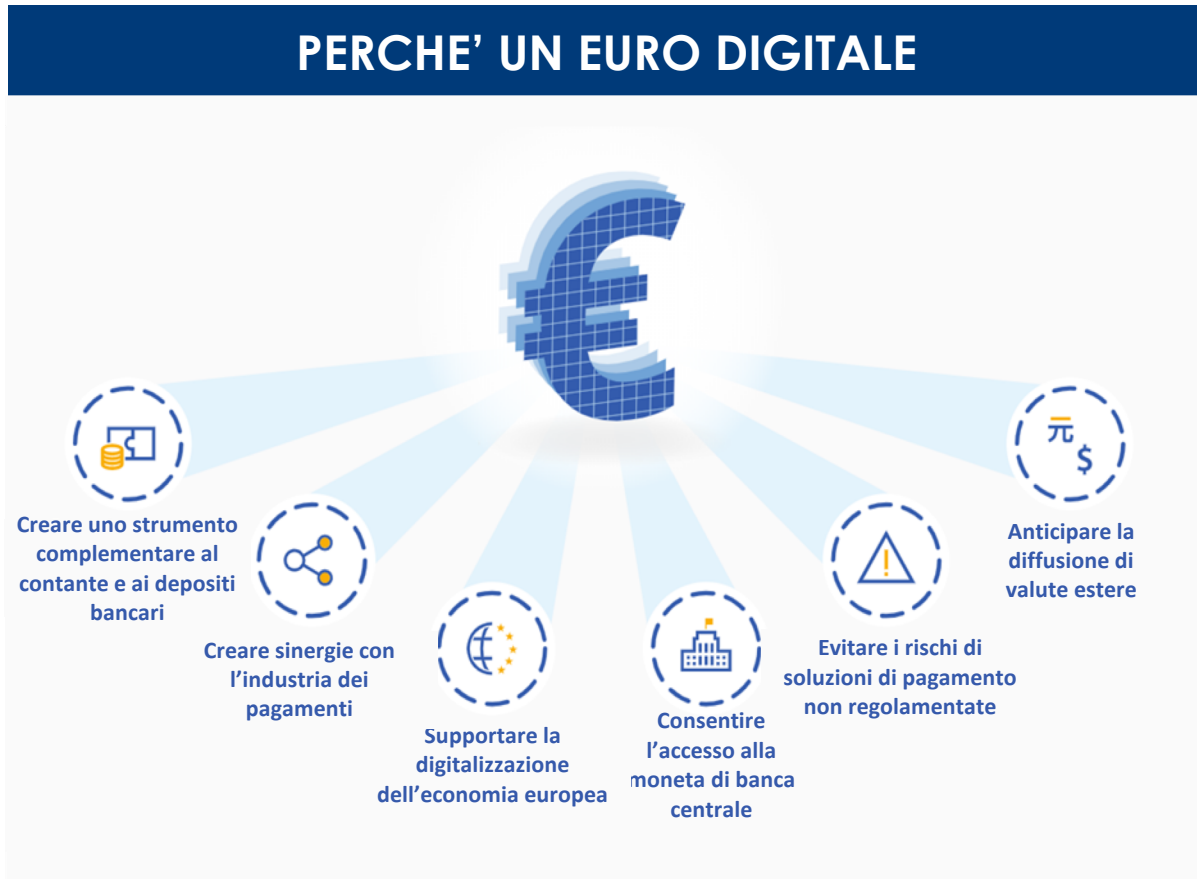 PERCHE’ UN EURO DIGITALE
Creare uno strumento
complementare al
contante e ai depositi
bancari
Creare sinergie con
l’industria dei
pagamenti
Supportare la
digitalizzazione
dell’economia europea
Consentire
l’accesso alla
moneta di banca
centrale
Evitare i rischi di
soluzioni di pagamento
non regolamentate
元
$
Anticipare la
diffusione di
valute estere